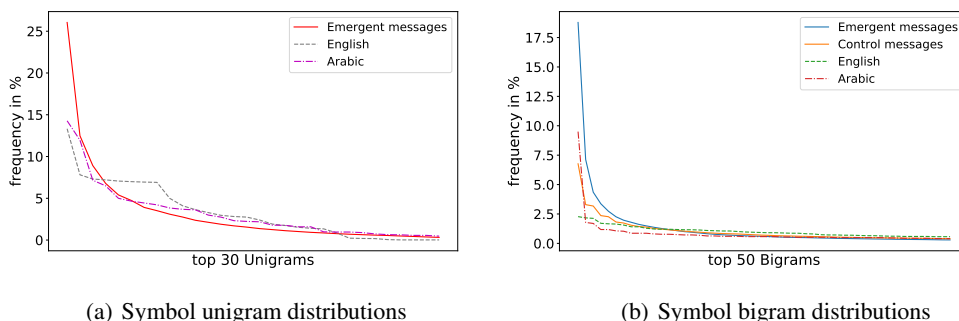 Emergent messages
English
Arabic
25
20
15
10
5
0
frequency in %
top 30 Unigrams
(a) Symbol unigram distributions
Emergent messages
Control messages
English
Arabic
17.5
15.0
12.5
10.0
7.5
5.0
2.5
0.0
frequency in %
top 50 Bigrams
(b) Symbol bigram distributions